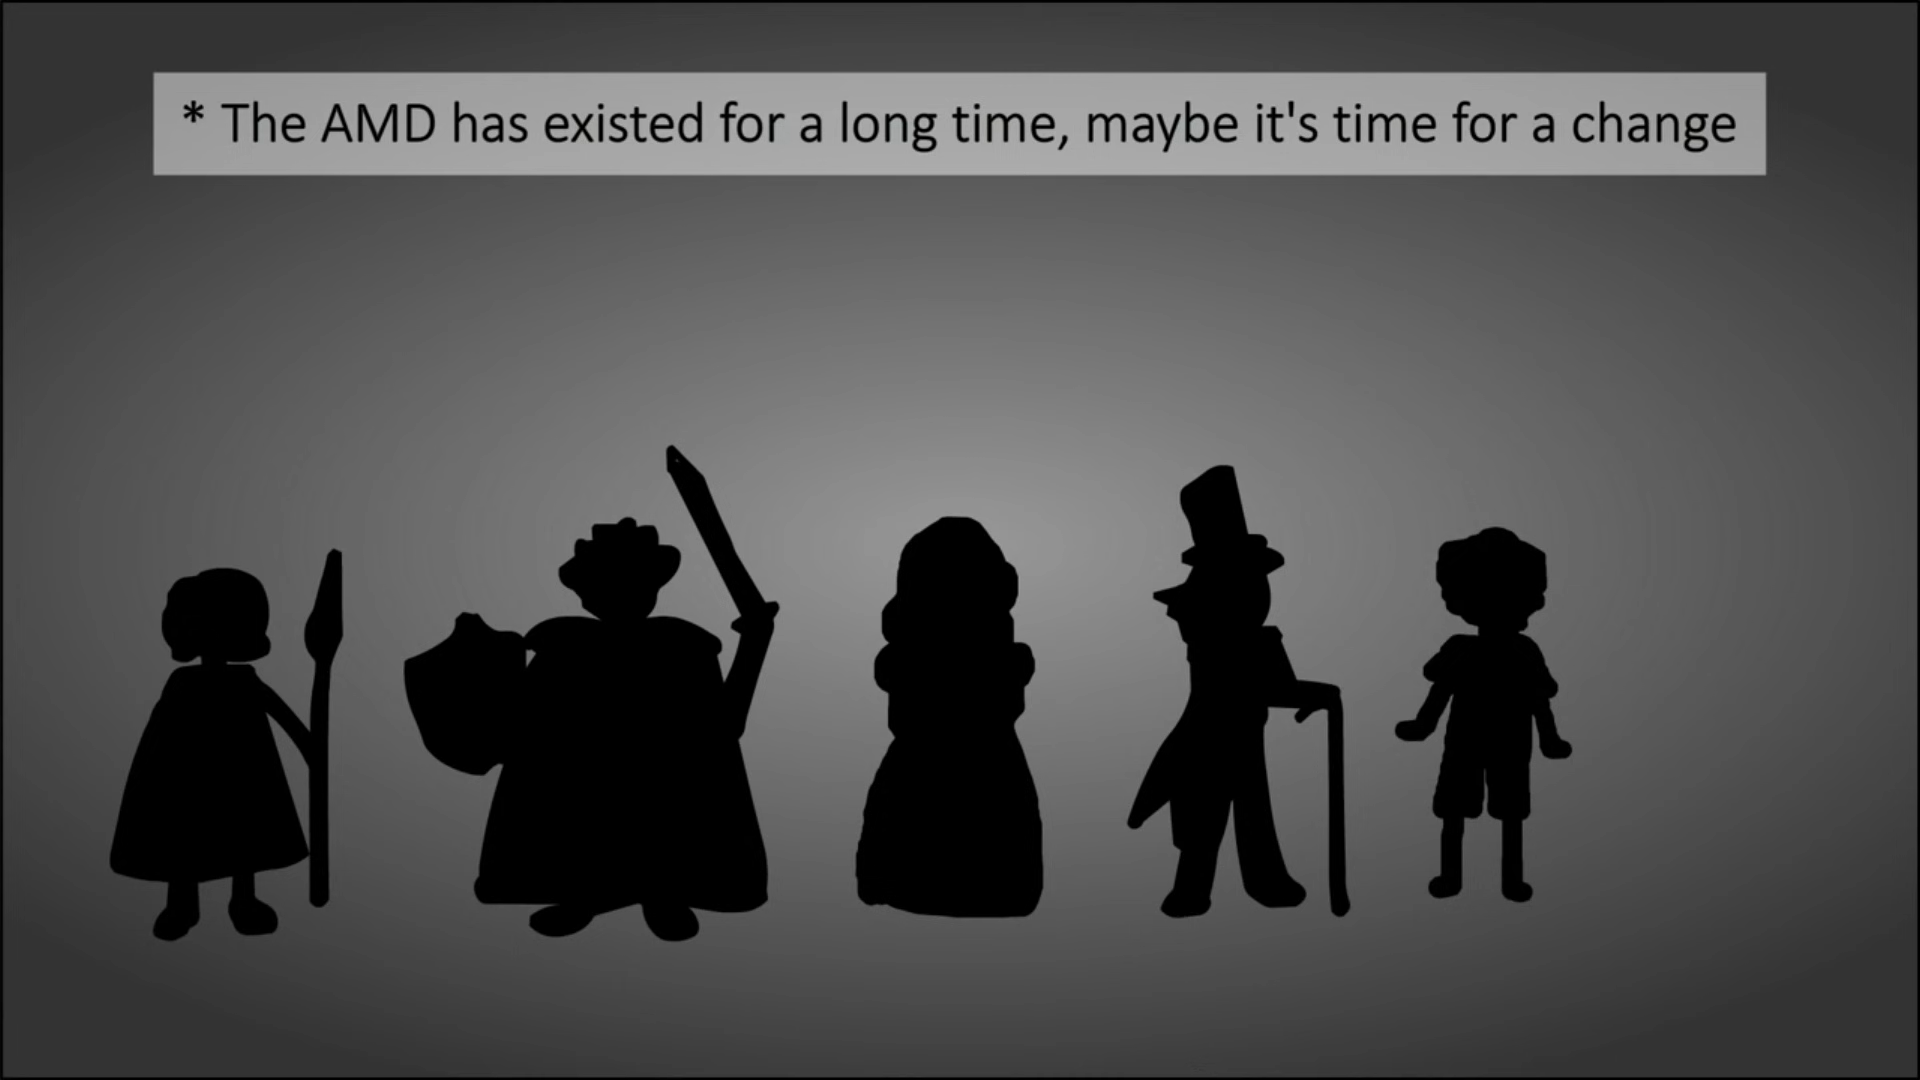 * The AMD has existed for a long time, maybe it's time for a change